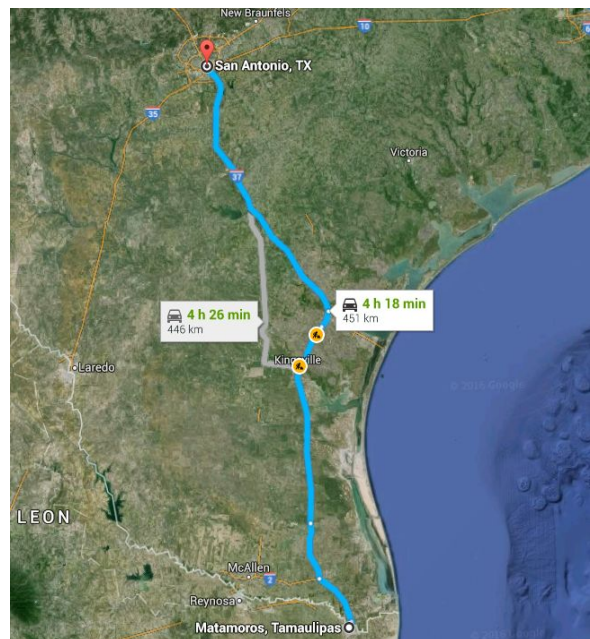 New Braunfels
10
San Antonio, TX
35
Victoria
37
4 h 26 min
446 km
4 h 18 min
451 km
Laredo
© 2016 Google
LEON
McAllen
2
Reynosa
Matamoros, Tamaulipas